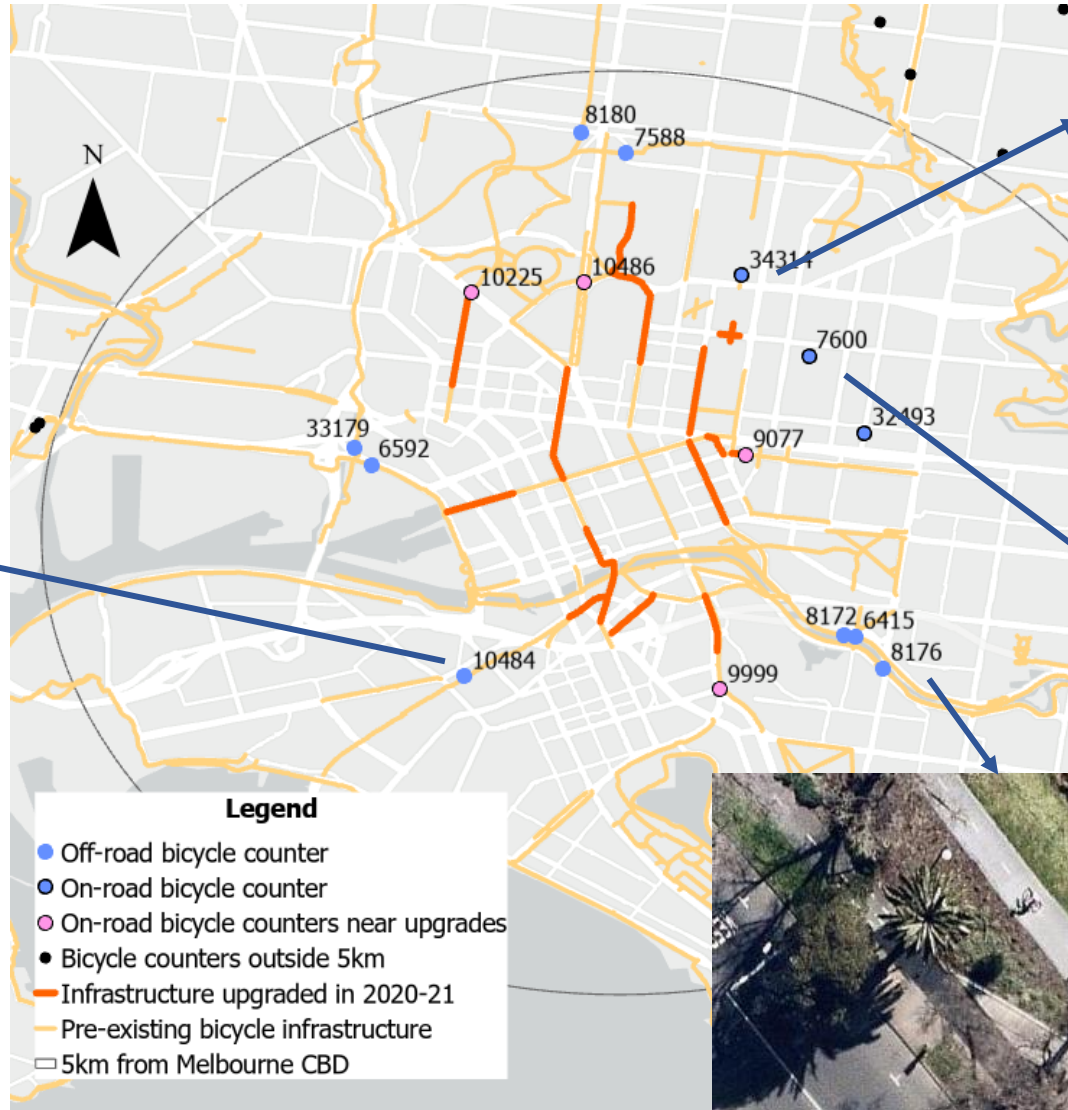 8180
7588
N
34314
10486
10225
7600
32493
33179
9077
6592
8172
6415
8176
10484
9999
Legend
Off-road bicycle counter
On-road bicycle counter
On-road bicycle counters near upgrades
Bicycle counters outside 5km
Infrastructure upgraded in 2020-21
Pre-existing bicycle infrastructure
5km from Melbourne CBD